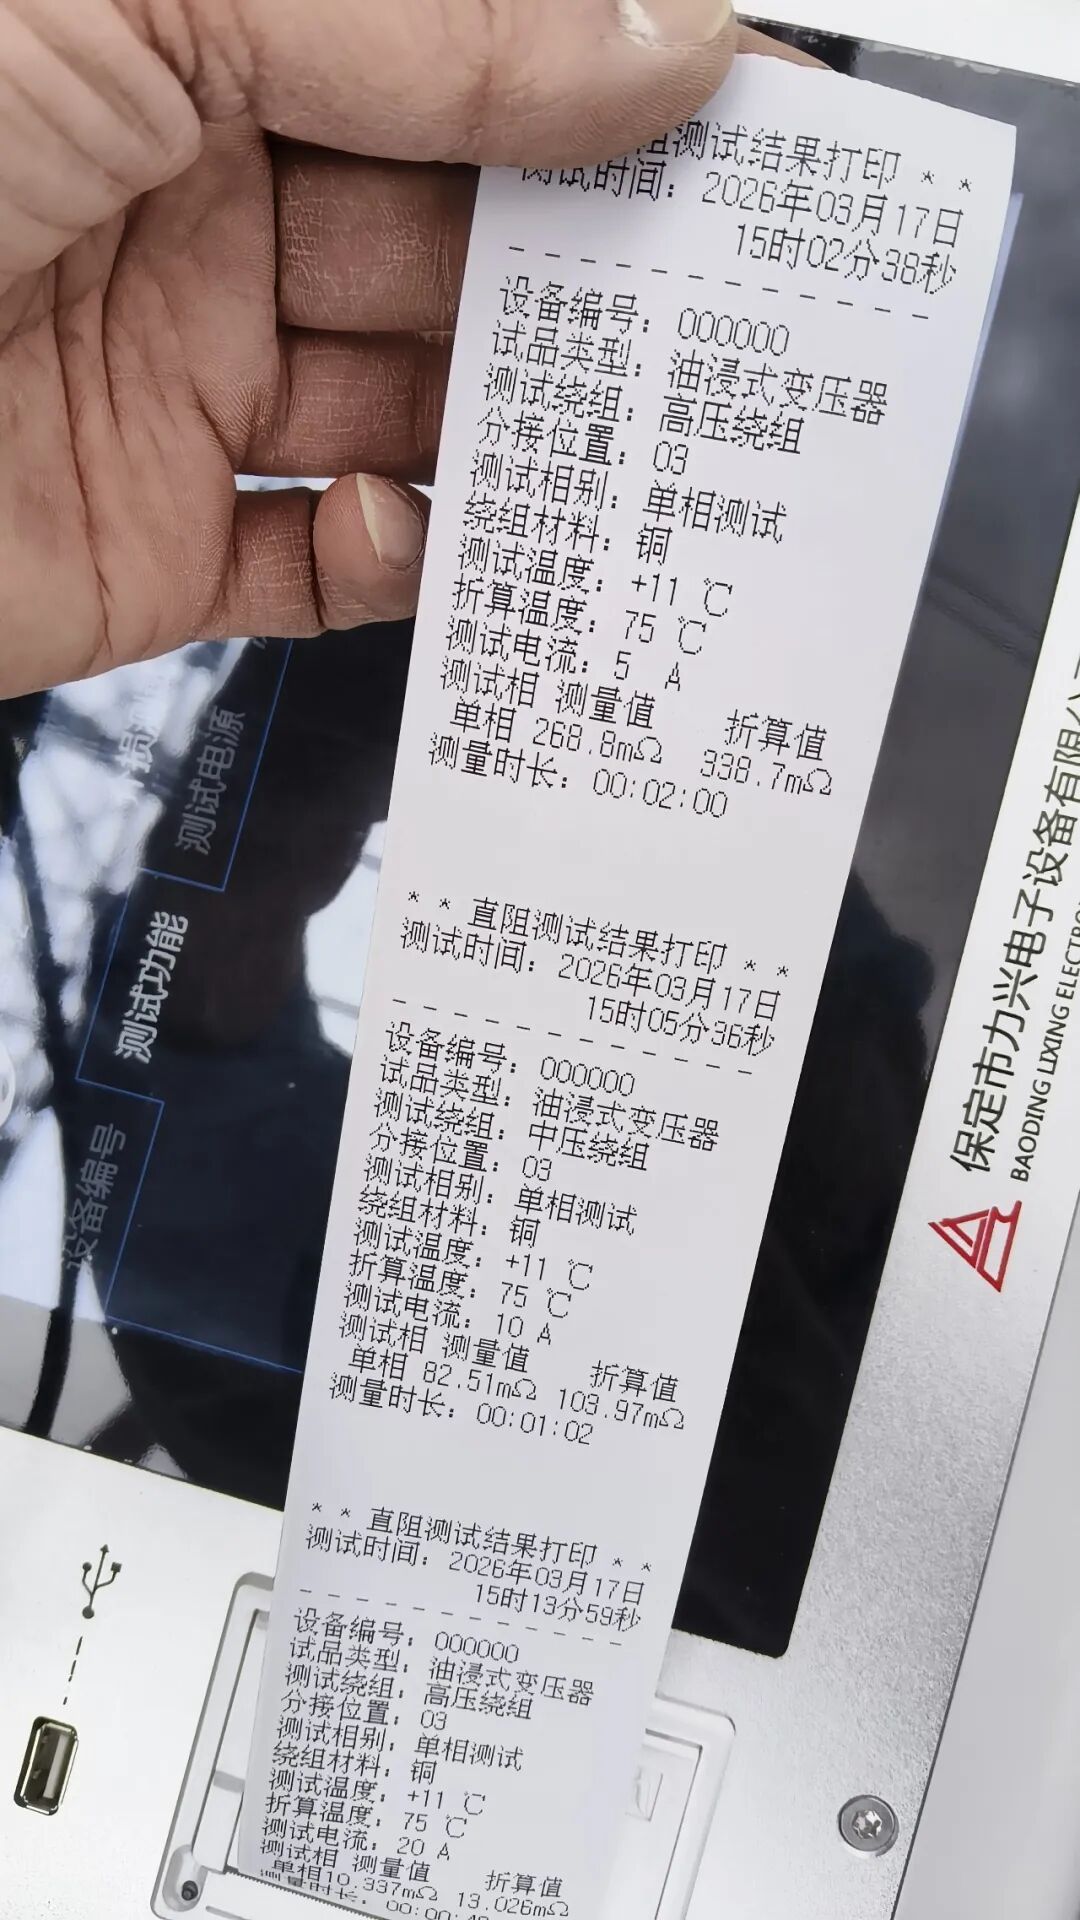 阻测试结果打印 * *
测试时间: 2026年03月17日
15时02分38秒
设备编号: 000000
试品类型: 油浸式变压器
测试绕组: 高压绕组
分接位置: 03
测试相别: 单相测试
绕组材料: 铜
测试温度: +11 ℃
折算温度: 75 ℃
测试电流: 5 A
测试相 测量值 折算值
单相 268.8mΩ 338.7mΩ
测量时长: 00:02:00
* * 直阻测试结果打印 * *
测试时间: 2026年03月17日
15时05分36秒
设备编号: 000000
试品类型: 油浸式变压器
测试绕组: 中压绕组
分接位置: 03
测试相别: 单相测试
绕组材料: 铜
测试温度: +11 ℃
折算温度: 75 ℃
测试电流: 10 A
测试相 测量值 折算值
单相 82.51mΩ 103.97mΩ
测量时长: 00:01:02
* * 直阻测试结果打印 * *
测试时间: 2026年03月17日
15时13分59秒
设备编号: 000000
试品类型: 油浸式变压器
测试绕组: 高压绕组
分接位置: 03
测试相别: 单相测试
绕组材料: 铜
测试温度: +11 ℃
折算温度: 75 ℃
测试电流: 20 A
测试相 测量值 折算值
单相10.337mΩ 13.026mΩ
测量时长:
测试电源
测试功能
设备编号
保定市力兴电子设备有限公
BAODING LIXING ELECTRO